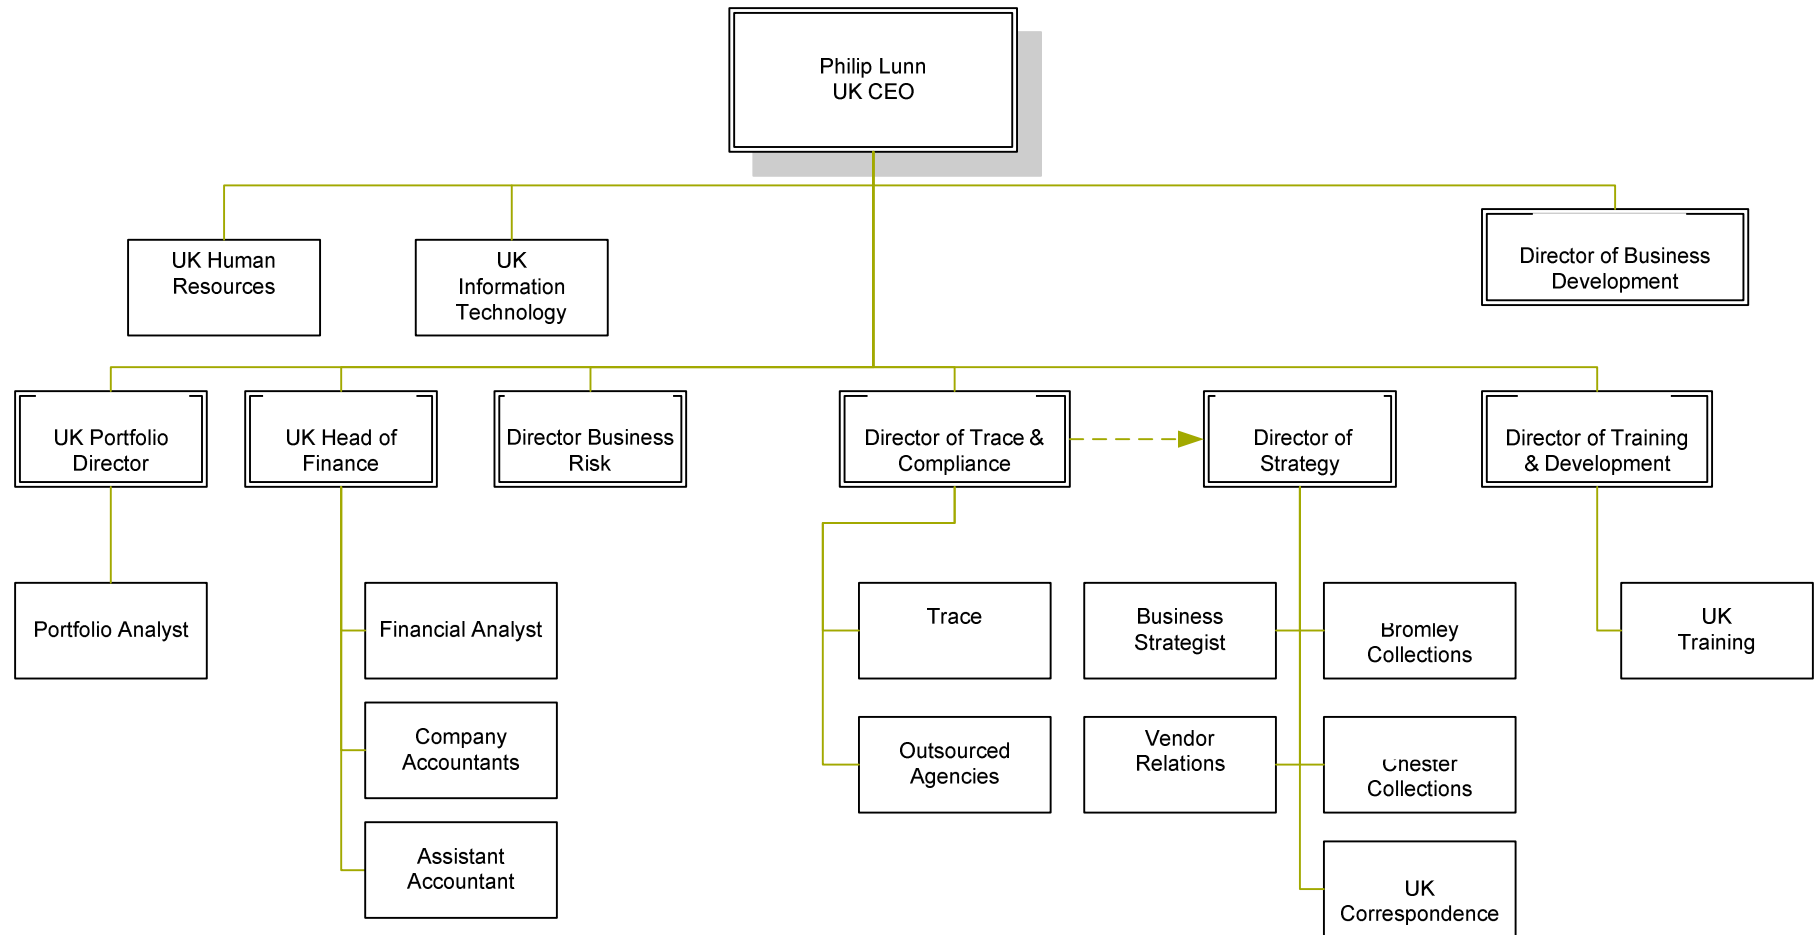 Philip Lunn
UK CEO
UK Human
Resources
UK
Information
Technology
Director of Business
Development
UK Portfolio
Director
UK Head of
Finance
Director Business
Risk
Director of Trace &
Compliance
Director of
Strategy
Director of Training
& Development
Portfolio Analyst
Financial Analyst
Trace
Business
Strategist
Bromley
Collections
UK
Training
Company
Accountants
Outsourced
Agencies
Vendor
Relations
Chester
Collections
Assistant
Accountant
UK
Correspondence